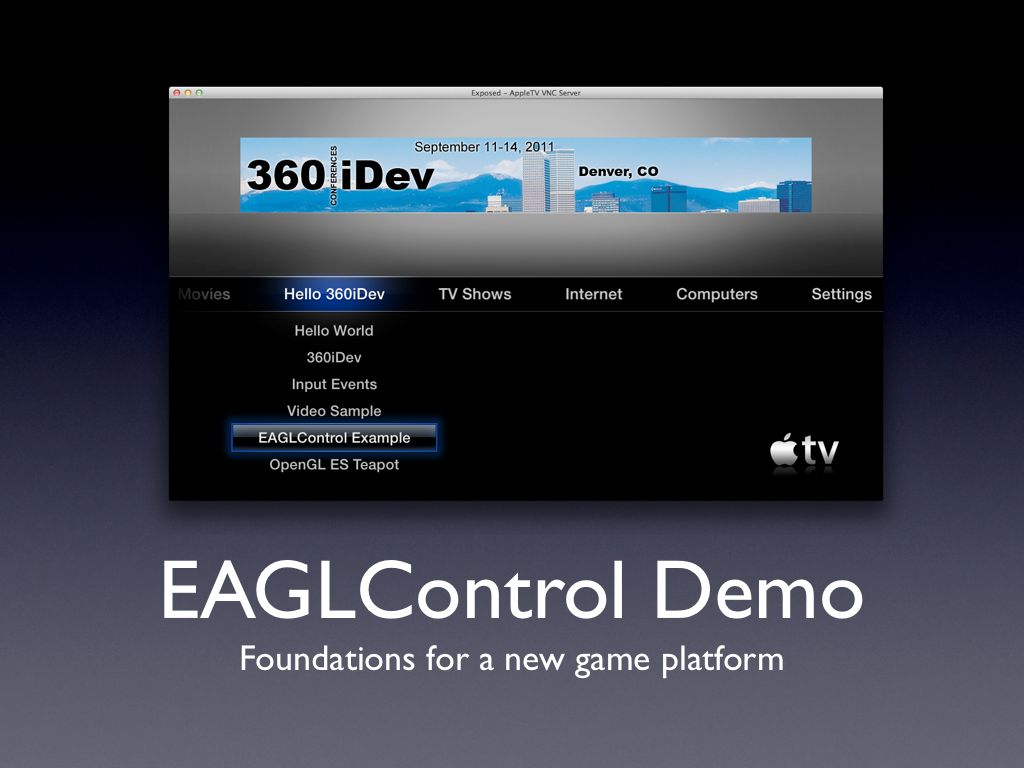 Exposed – AppleTV VNC Server
September 11-14, 2011
360 CONFERENCES iDev
Denver, CO
Movies Hello 360iDev TV Shows Internet Computers Settings
Hello World
360iDev
Input Events
Video Sample
EAGLControl Example
OpenGL ES Teapot
tv
EAGLControl Demo
Foundations for a new game platform